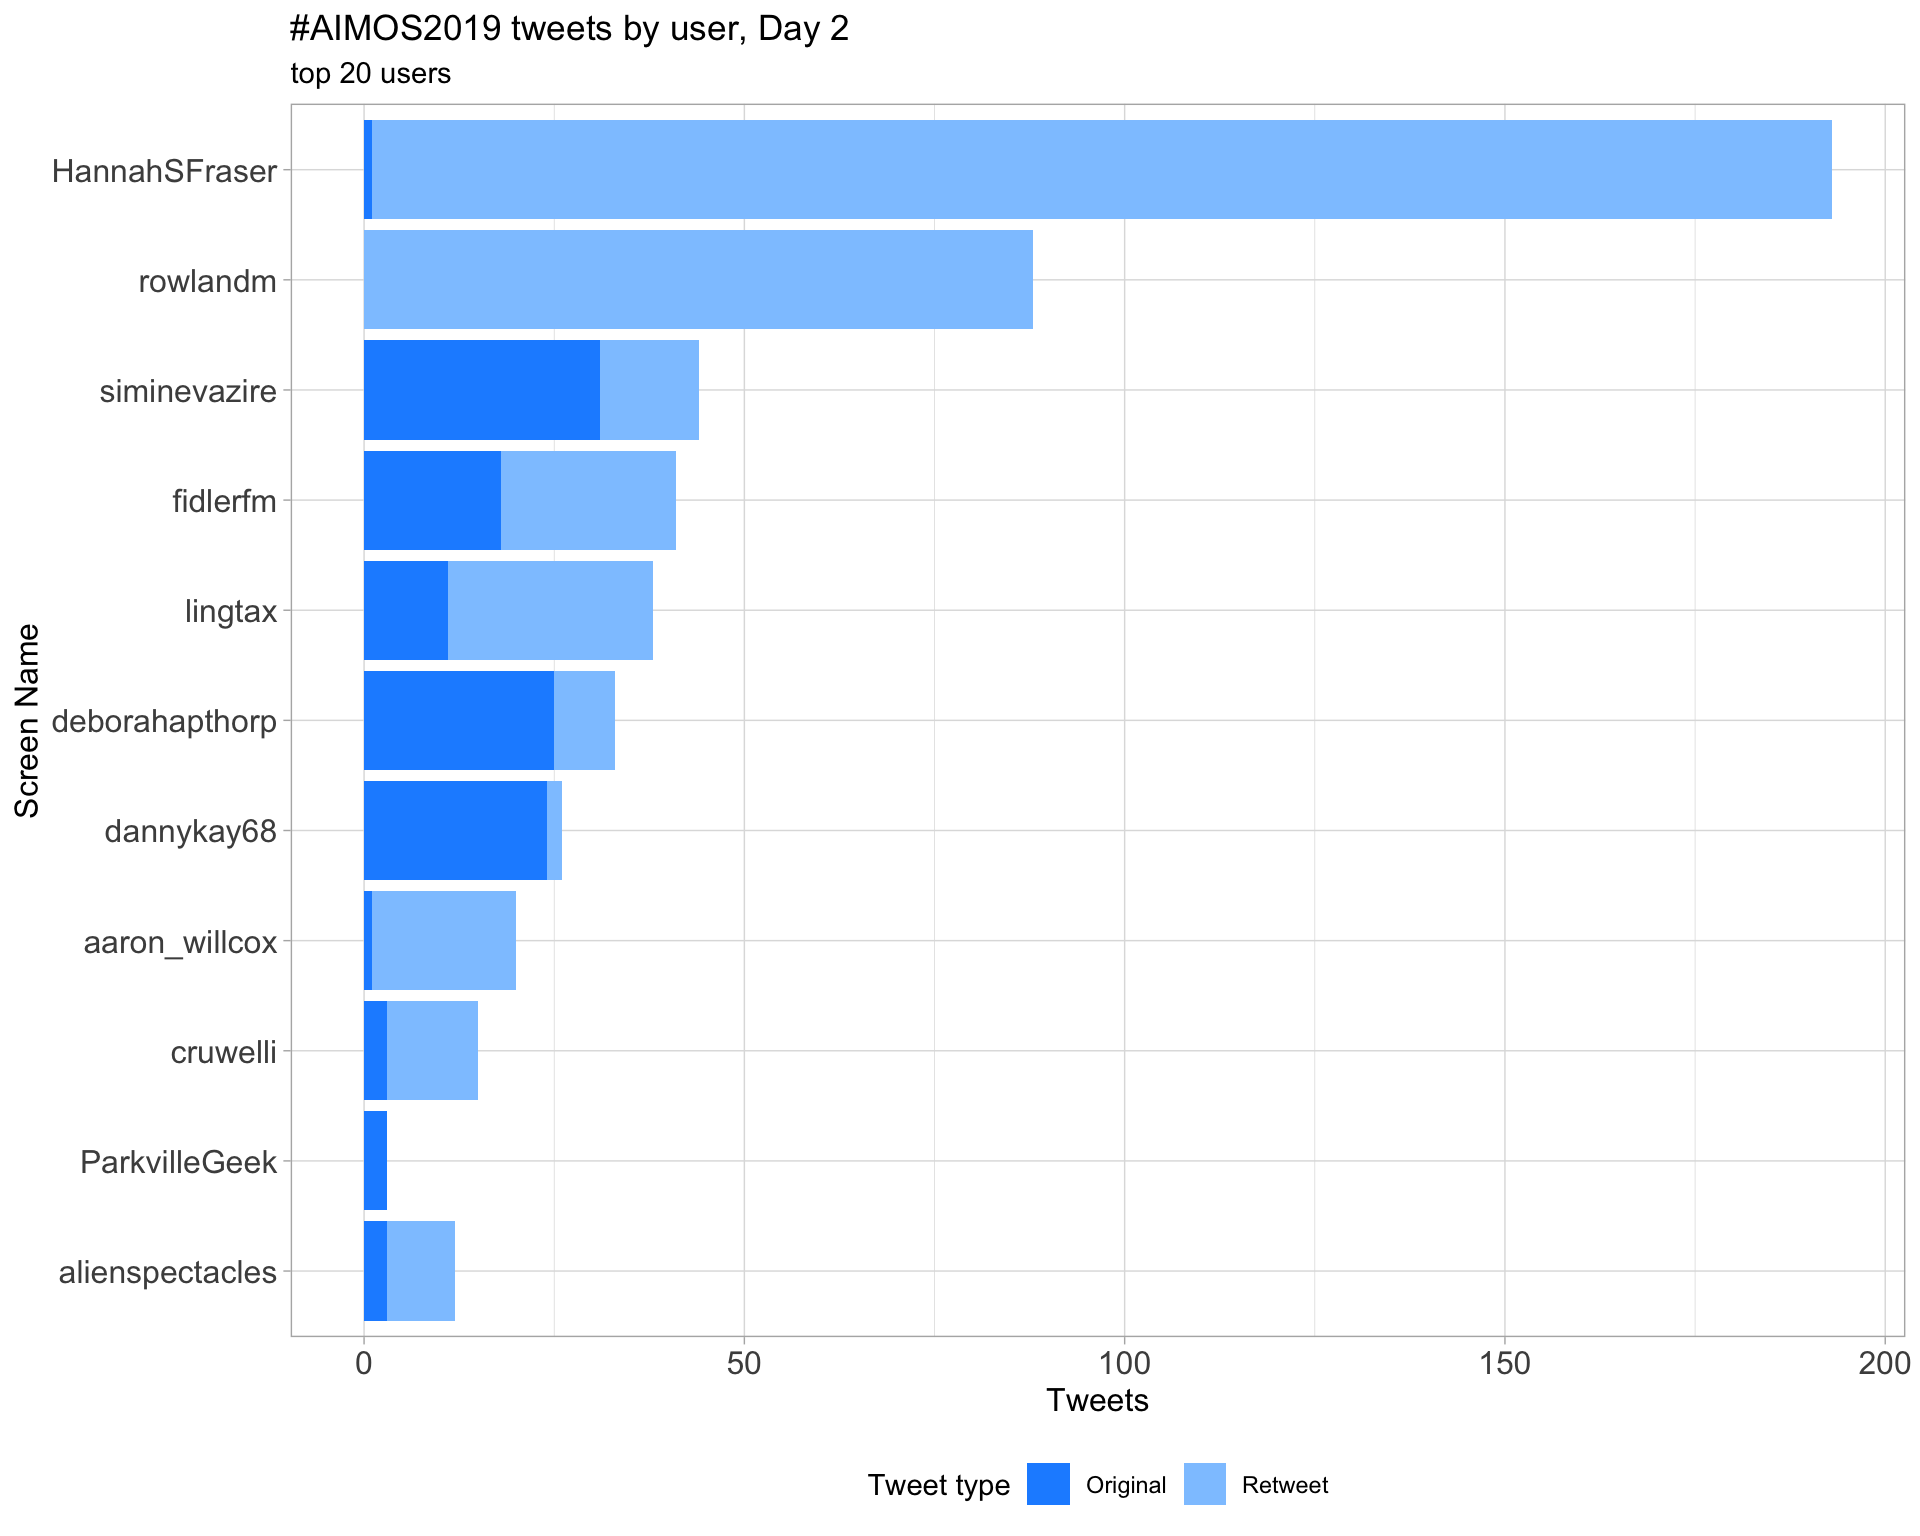 #AIMOS2019 tweets by user, Day 2
top 20 users
HannahSFraser
rowlandm
siminevazire
fidlerfm
lingtax
deborahapthorp
dannykay68
aaron_willcox
cruwelli
ParkvilleGeek
alienspectacles
Screen Name
0 50 100 150 200
Tweets
Tweet type Original Retweet